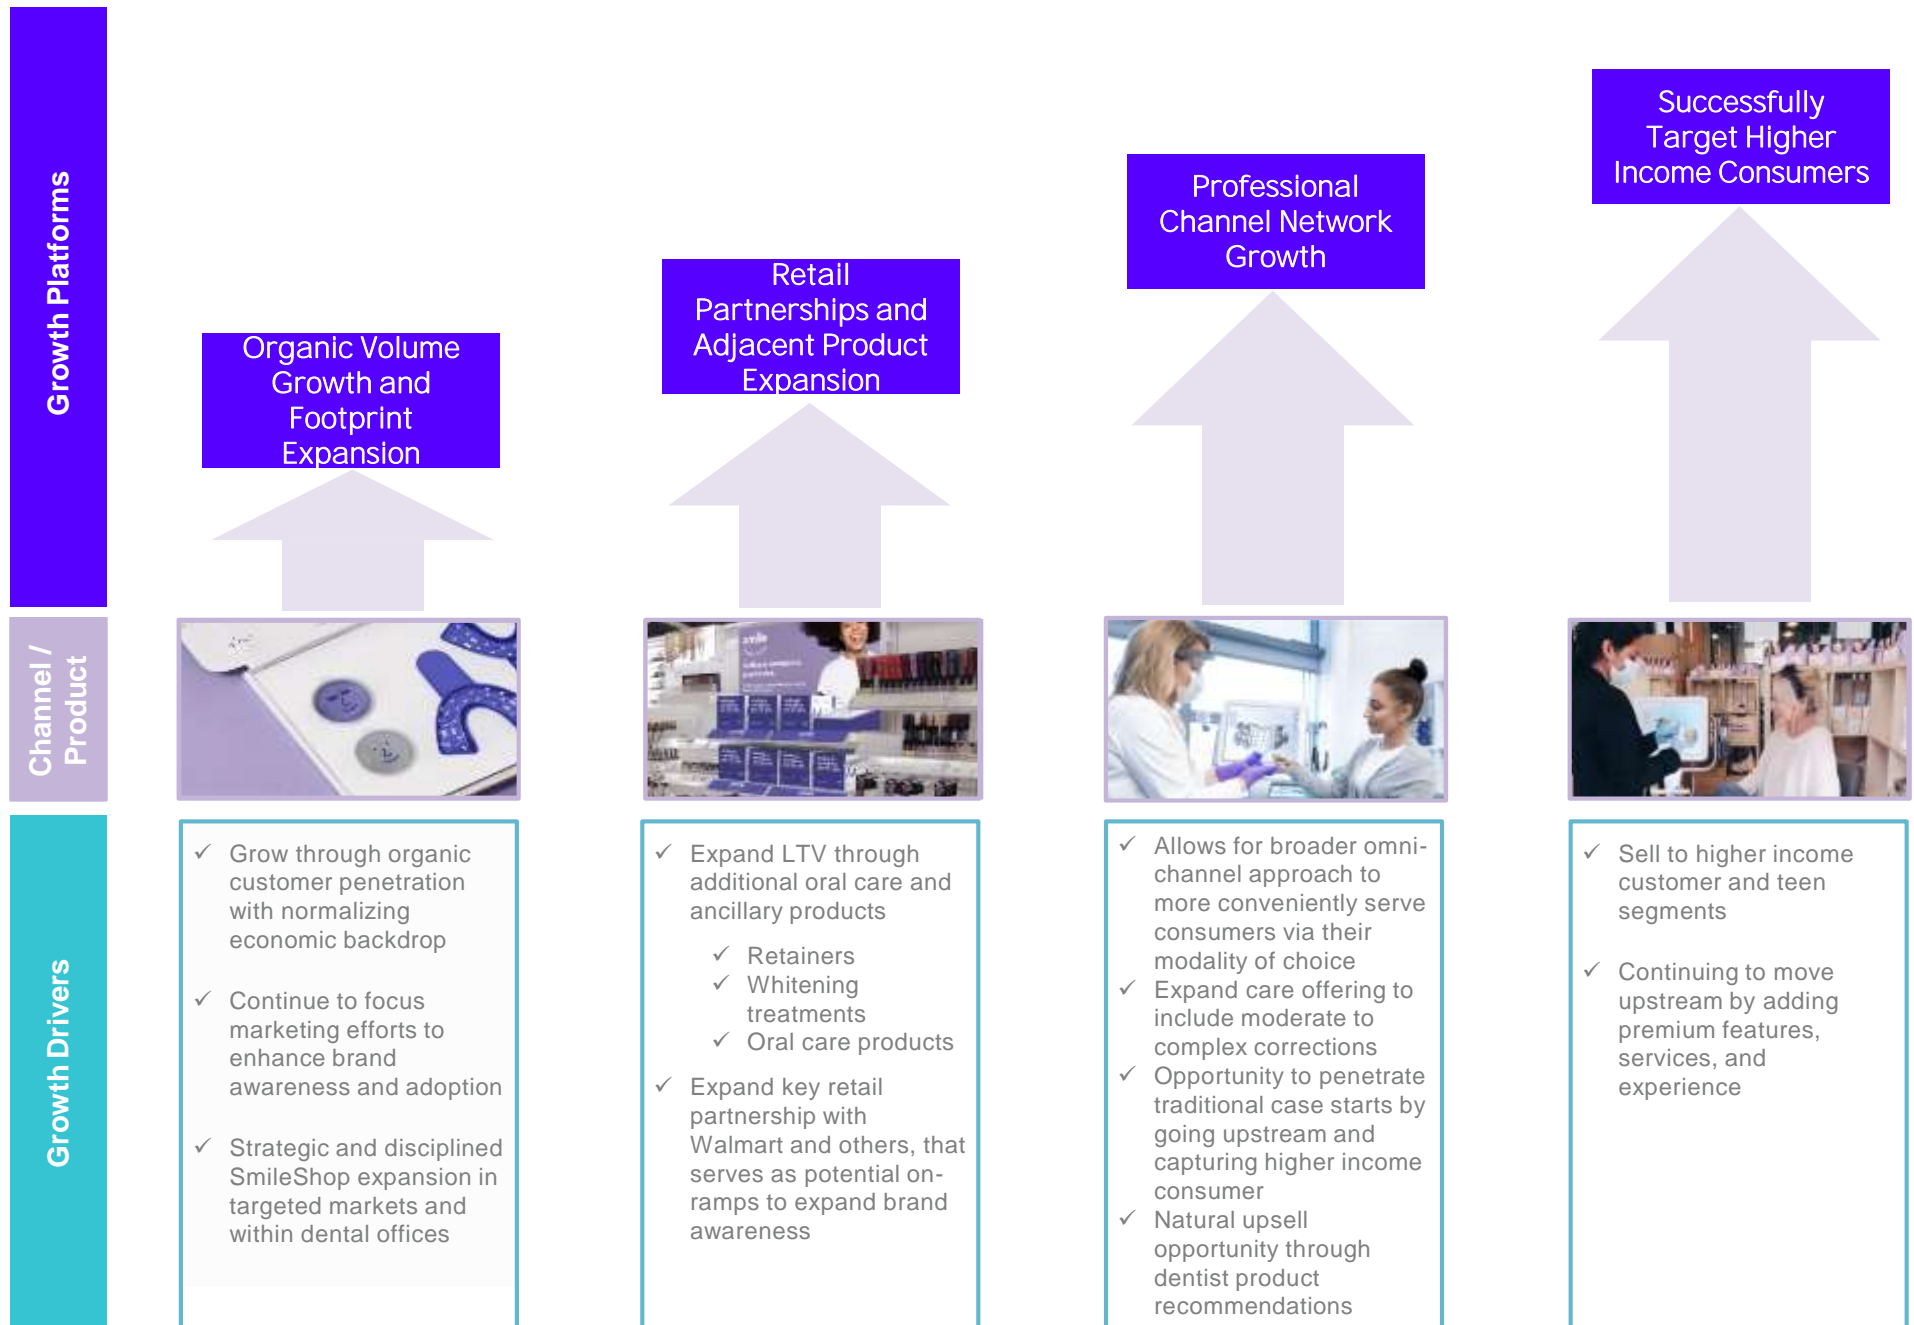 Growth Platforms
Successfully
Target Higher
Income Consumers
Professional
Channel Network
Growth
Retail
Partnerships and
Adjacent Product
Expansion
Organic Volume
Growth and
Footprint
Expansion
Channel /
Product
smile
Growth Drivers
✓ Grow through organic
customer penetration
with normalizing
economic backdrop
✓ Continue to focus
marketing efforts to
enhance brand
awareness and adoption
✓ Strategic and disciplined
SmileShop expansion in
targeted markets and
within dental offices
✓ Expand LTV through
additional oral care and
ancillary products
✓ Retainers
✓ Whitening
treatments
✓ Oral care products
✓ Expand key retail
partnership with
Walmart and others, that
serves as potential on-
ramps to expand brand
awareness
✓ Allows for broader omni-
channel approach to
more conveniently serve
consumers via their
modality of choice
✓ Expand care offering to
include moderate to
complex corrections
✓ Opportunity to penetrate
traditional case starts by
going upstream and
capturing higher income
consumer
✓ Natural upsell
opportunity through
dentist product
recommendations
✓ Sell to higher income
customer and teen
segments
✓ Continuing to move
upstream by adding
premium features,
services, and
experience